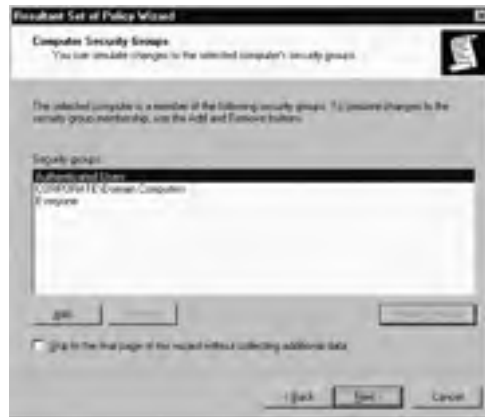 Resultant Set of Policy Wizard
Computer Security Groups
You can simulate changes to the selected computer's security groups.
The selected computer is a member of the following security groups. To simulate changes to the
security group membership, use the Add and Remove buttons.
Security groups:
Authenticated Users
CORPORATE\Domain Computers
Everyone
Add
Skip to the final page of this wizard without collecting additional data
< Back
Next
Cancel